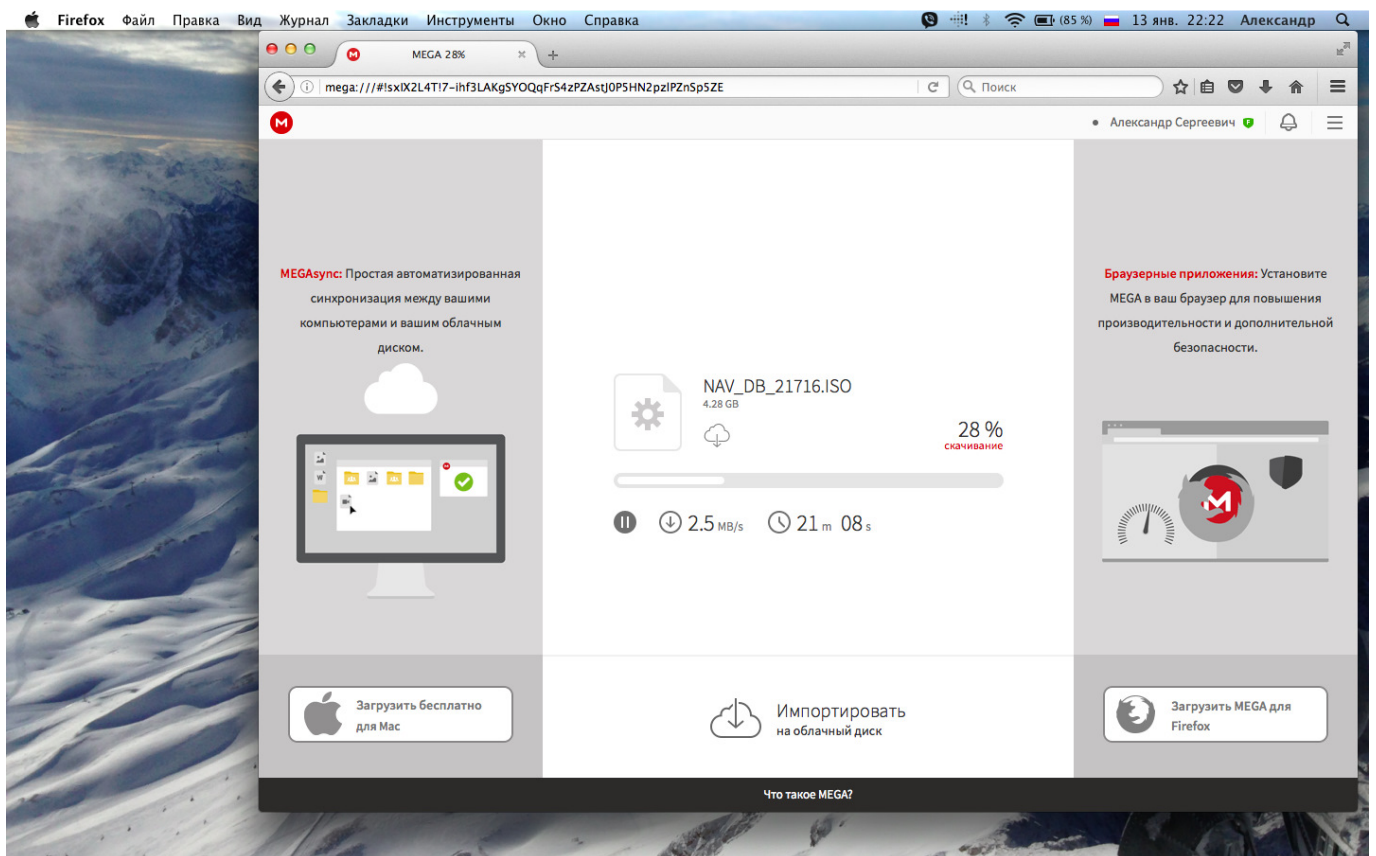 Firefox Файл Правка Вид Журнал Закладки Инструменты Окно Справка (85 %) 13 янв. 22:22 Александр
MEGA 28%
mega:///#!sxlX2L4T!7-ihf3LAKgSYOQqFrS4zPZAstJ0P5HN2pzlPZnSp5ZE
Поиск
M
Александр Сергеевич
MEGAsync: Простая автоматизированная
синхронизация между вашими
компьютерами и вашим облачным
диском.
NAV_DB_21716.ISO
4.28 GB
28 %
скачивание
2.5 MB/s 21 m 08 s
Браузерные приложения: Установите
MEGA в ваш браузер для повышения
производительности и дополнительной
безопасности.
M
W
Загрузить бесплатно
для Mac
Импортировать
на облачный диск
Загрузить MEGA для
Firefox
Что такое MEGA?